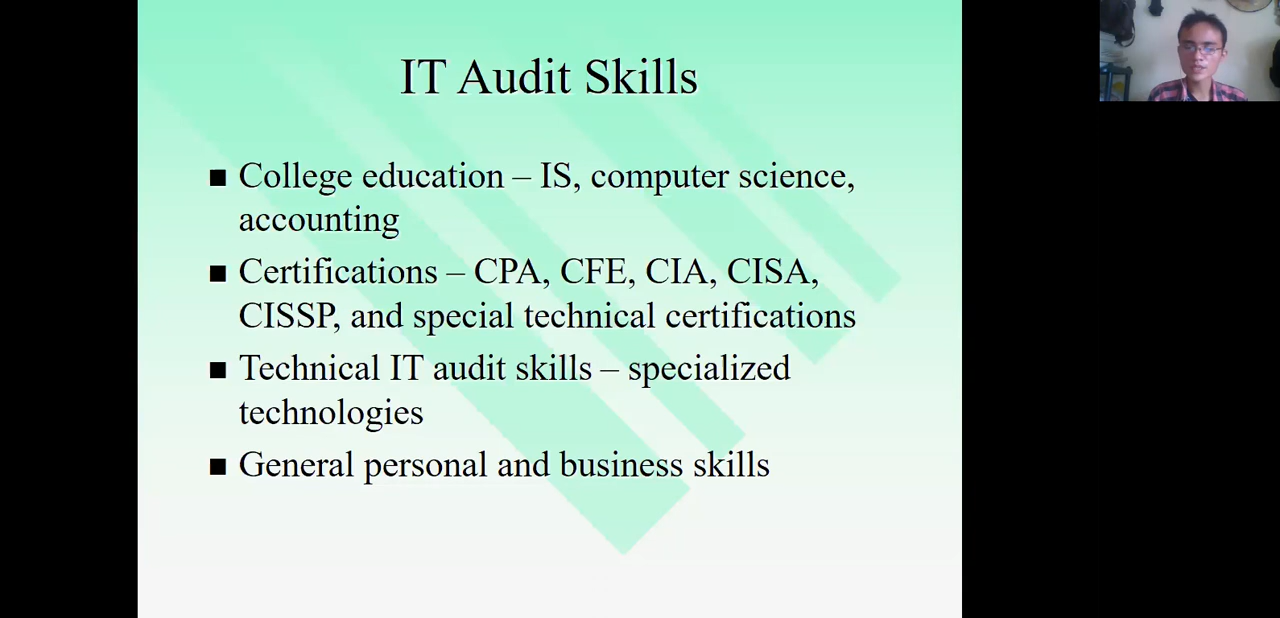 IT Audit Skills
■ College education – IS, computer science,
accounting
■ Certifications – CPA, CFE, CIA, CISA,
CISSP, and special technical certifications
■ Technical IT audit skills – specialized
technologies
■ General personal and business skills